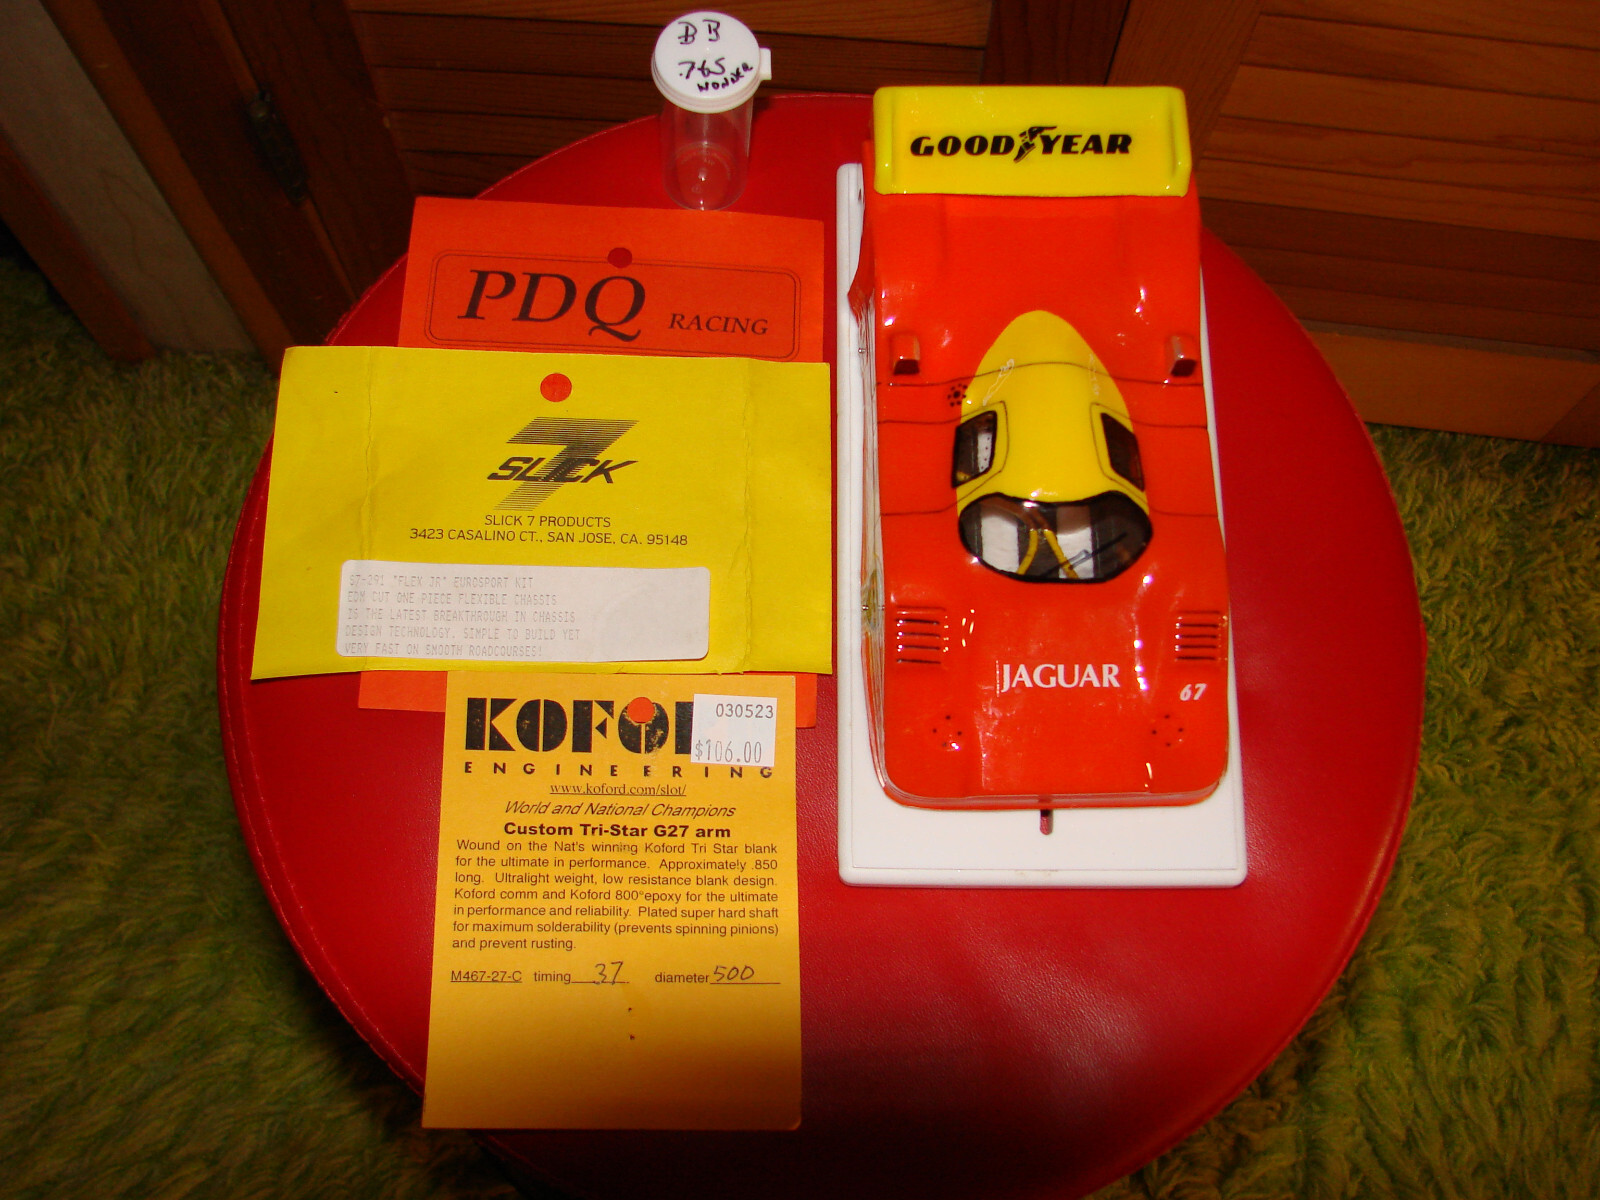 BB
.765
WONDER
GOODYEAR
PDQ RACING
7
SLICK
SLICK 7 PRODUCTS
3423 CASALINO CT., SAN JOSE, CA. 95148
S7-291 "FLEX JR" EUROSPORT KIT
EDM CUT ONE PIECE FLEXIBLE CHASSIS
IS THE LATEST BREAKTHROUGH IN CHASSIS
DESIGN TECHNOLOGY. SIMPLE TO BUILD YET
VERY FAST ON SMOOTH ROADCOURSES!
JAGUAR
67
030523
$106.00
ENGINEERING
www.koford.com/slot/
World and National Champions
Custom Tri-Star G27 arm
Wound on the Nat's winning Koford Tri Star blank
for the ultimate in performance. Approximately .850
long. Ultralight weight, low resistance blank design.
Koford comm and Koford 800°epoxy for the ultimate
in performance and reliability. Plated super hard shaft
for maximum solderability (prevents spinning pinions)
and prevent rusting.
M467-27-C timing 37 diameter 500